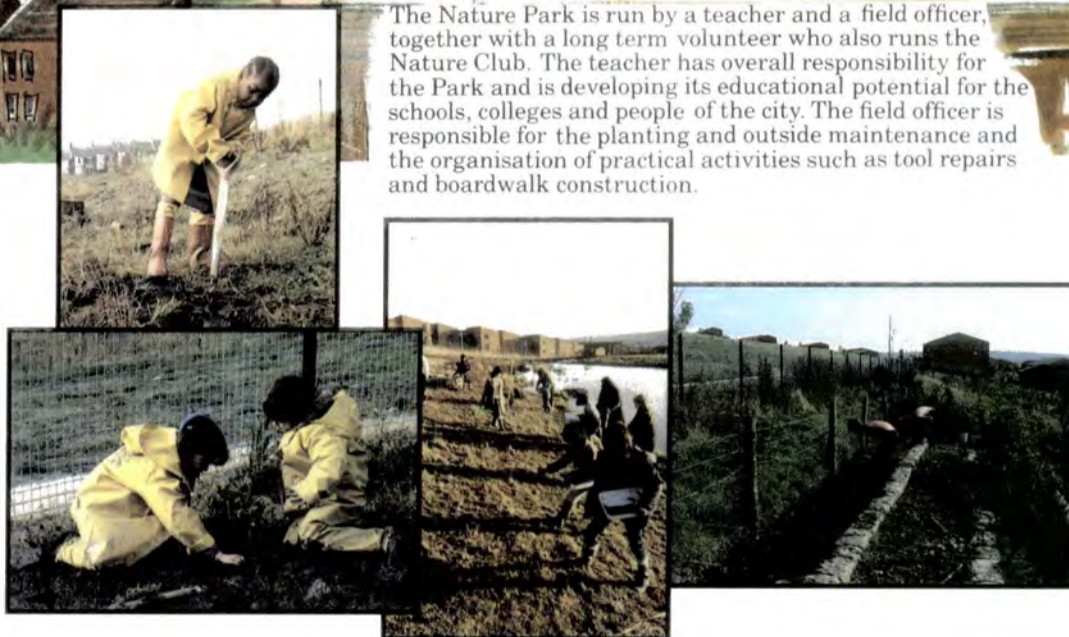 The Nature Park is run by a teacher and a field officer,
together with a long term volunteer who also runs the
Nature Club. The teacher has overall responsibility for
the Park and is developing its educational potential for the
schools, colleges and people of the city. The field officer is
responsible for the planting and outside maintenance and
the organisation of practical activities such as tool repairs
and boardwalk construction.